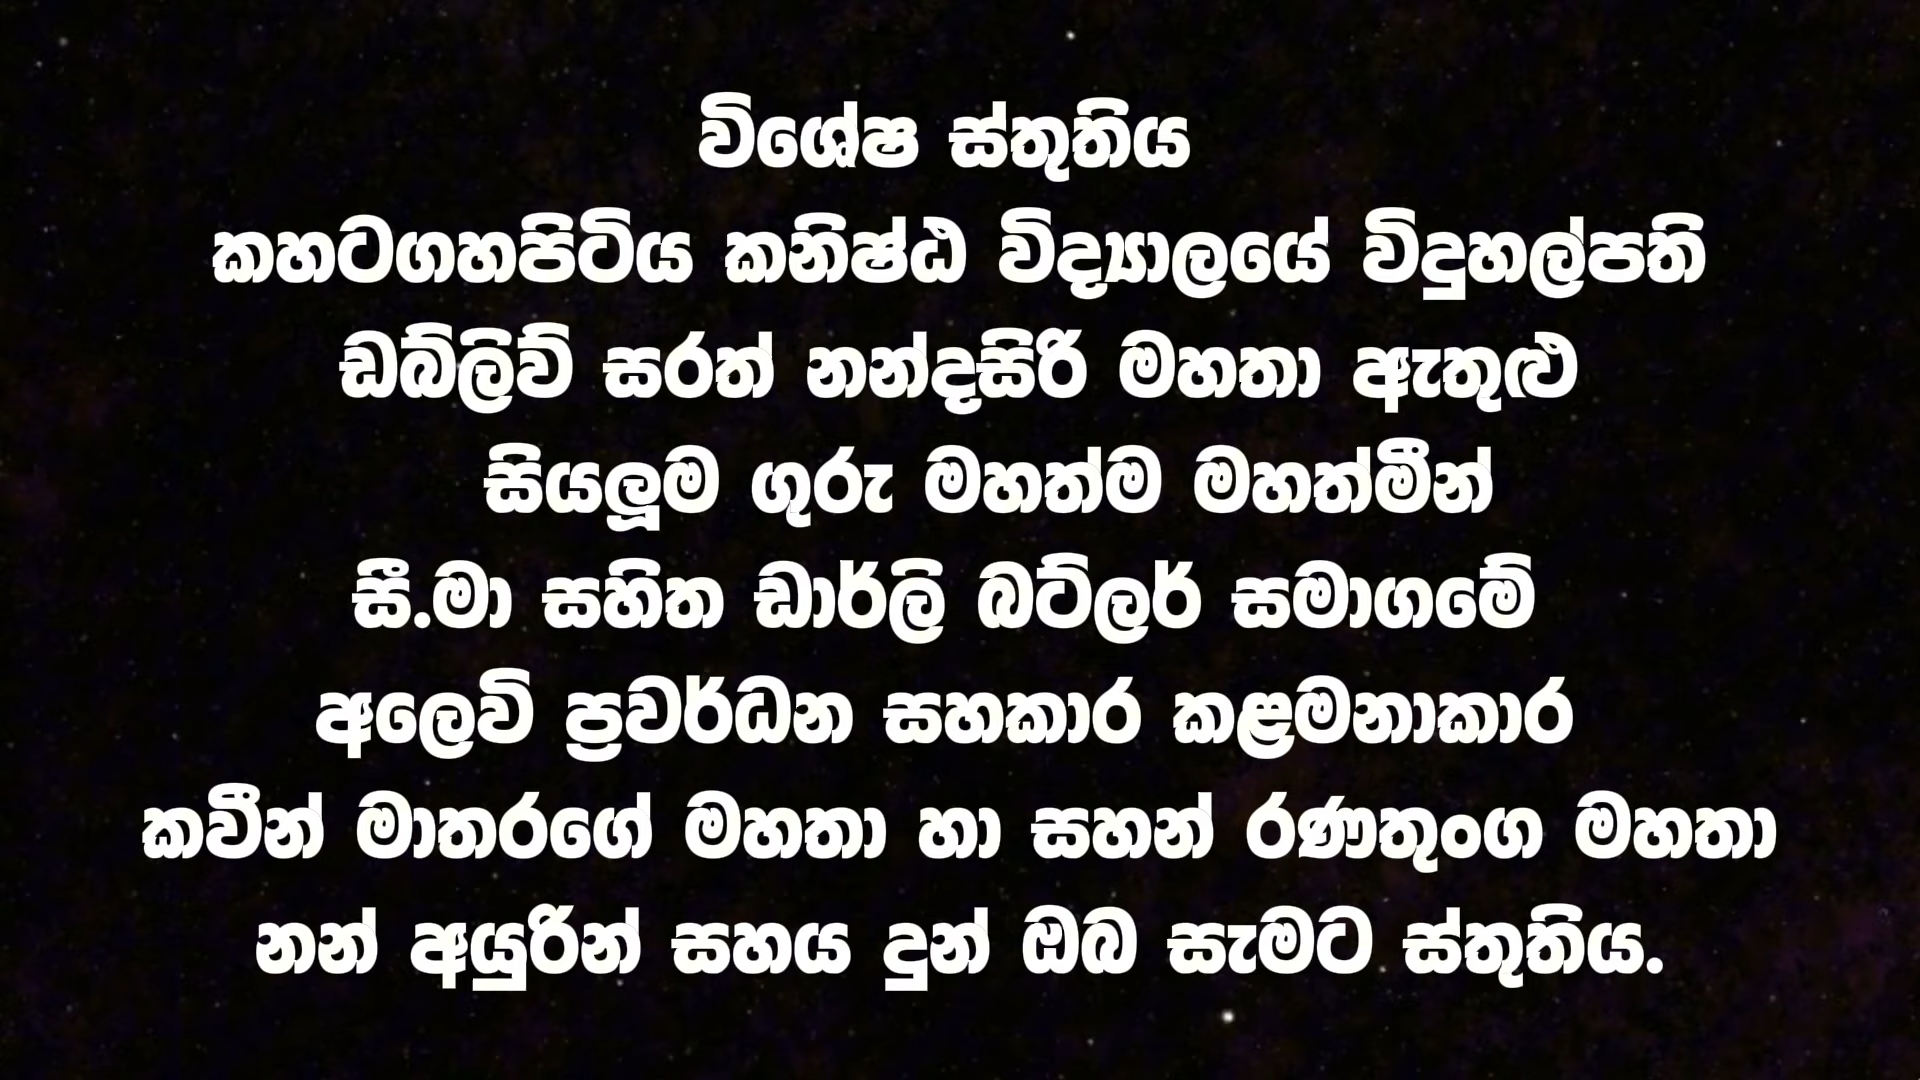 විශේෂ ස්තුතිය
කහටගහපිටිය කනිෂ්ඨ විද්‍යාලයේ විදුහල්පති
ඩබ්ලිව් සරත් නන්දසිරි මහතා ඇතුළු
සියලූම ගුරු මහත්ම මහත්මීන්
සී.මා සහිත ඩාර්ලි බට්ලර් සමාගමේ
අලෙවි ප්‍රවර්ධන සහකාර කළමනාකාර
කවීන් මාතරගේ මහතා හා සහන් රණතුංග මහතා
නන් අයුරින් සහය දුන් ඔබ සැමට ස්තුතිය.